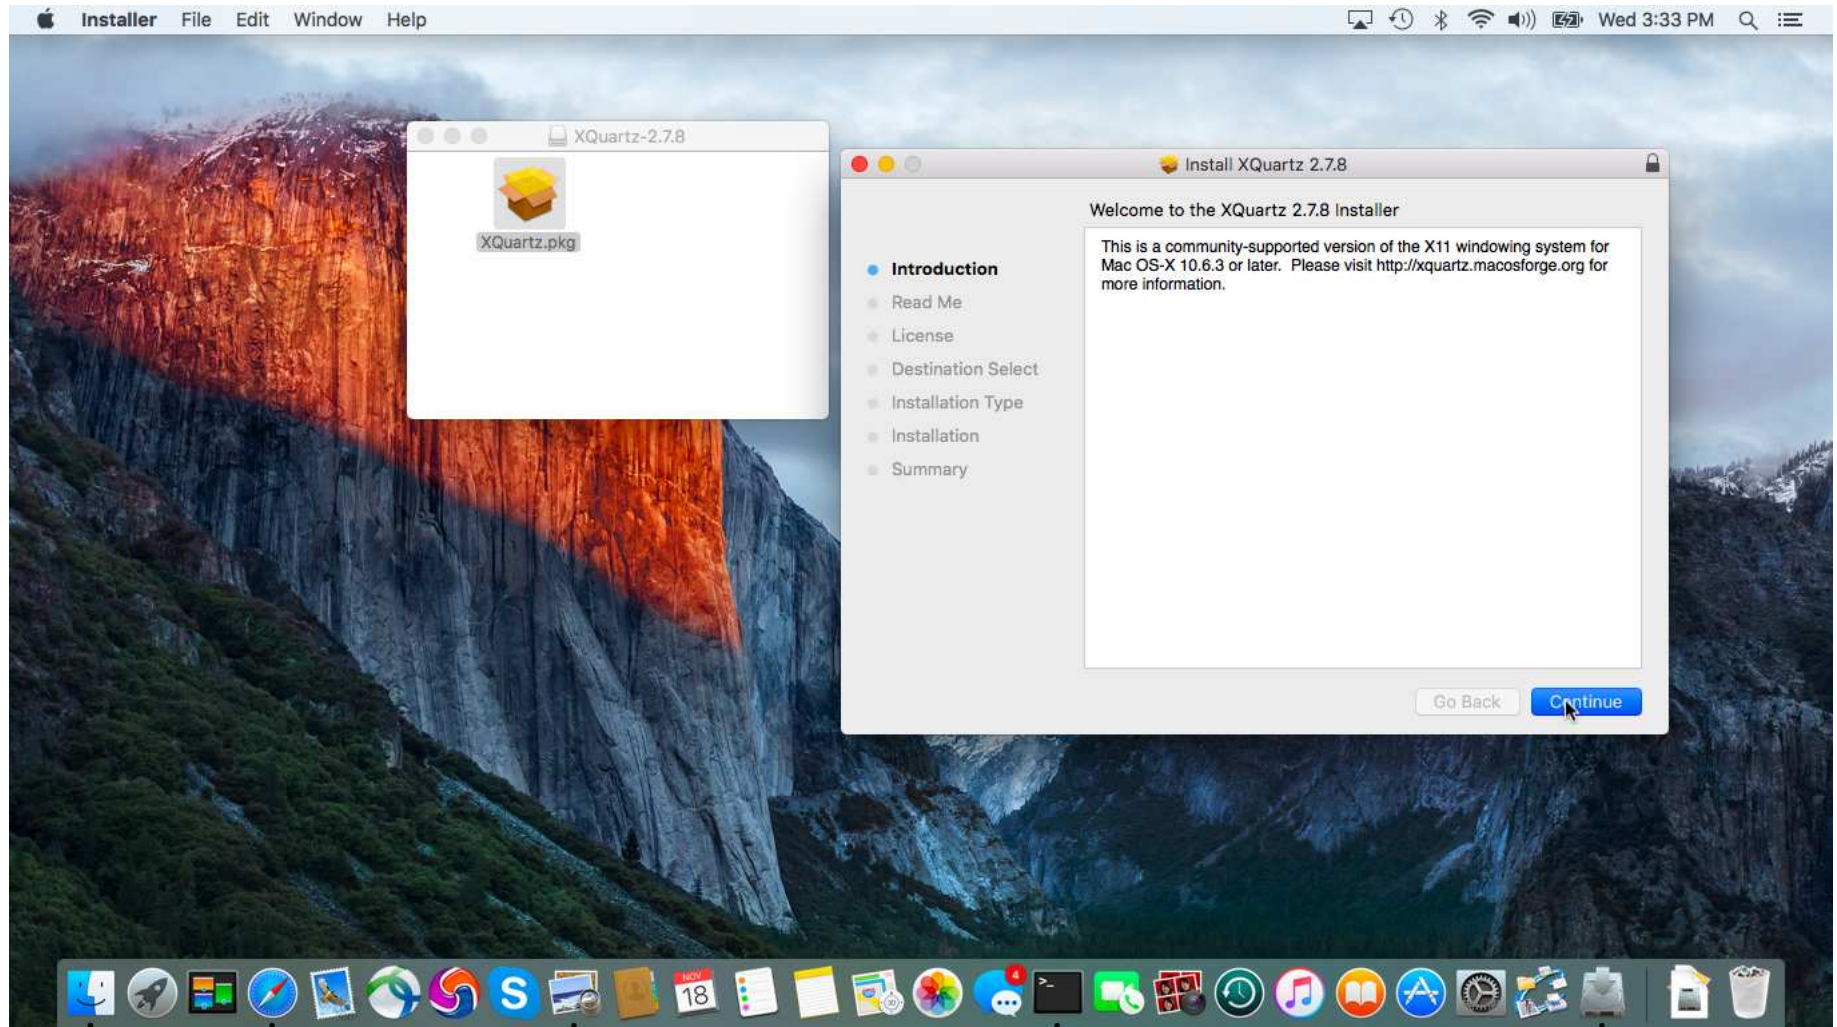 Installer File Edit Window Help
Wed 3:33 PM
XQuartz-2.7.8
XQuartz.pkg
Install XQuartz 2.7.8
Welcome to the XQuartz 2.7.8 Installer
Introduction
Read Me
License
Destination Select
Installation Type
Installation
Summary
This is a community-supported version of the X11 windowing system for
Mac OS-X 10.6.3 or later.  Please visit http://xquartz.macosforge.org for
more information.
Go Back
Continue
NOV
18
4